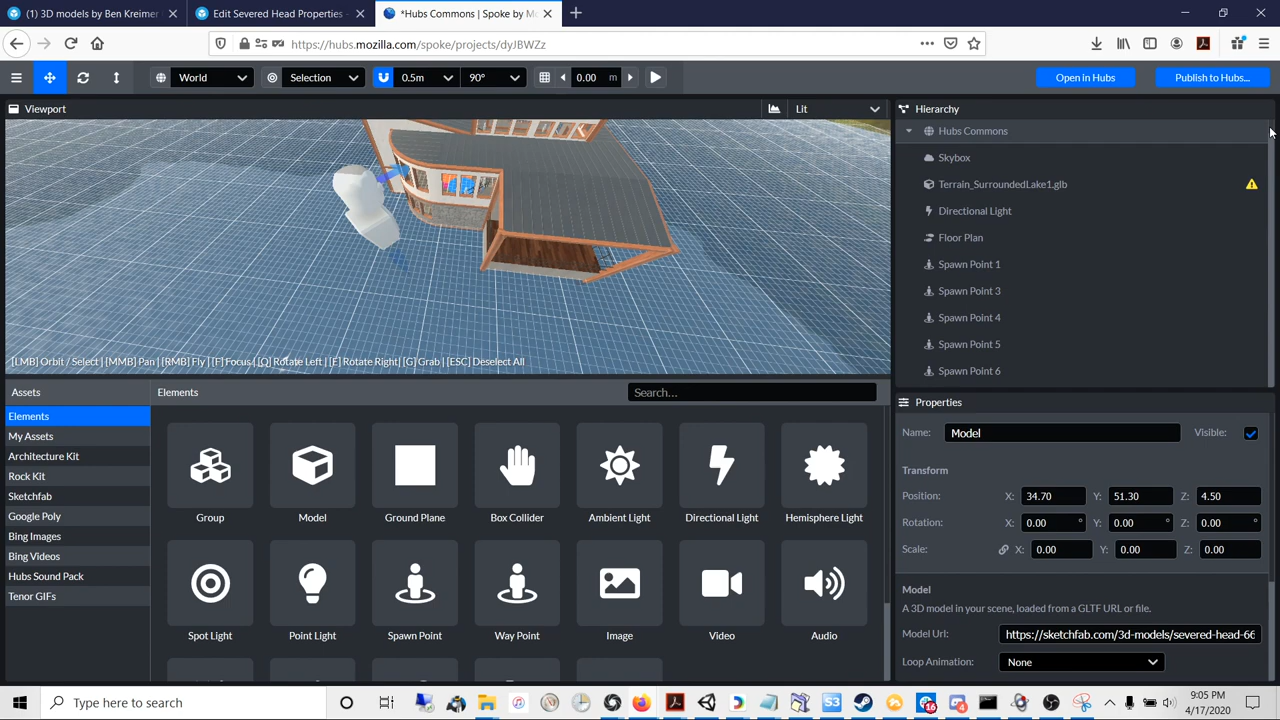 (1) 3D models by Ben Kreimer
Edit Severed Head Properties -
*Hubs Commons | Spoke by M
https://hubs.mozilla.com/spoke/projects/dyJBWZz
World
Selection
0.5m
90°
0.00 m
Open in Hubs
Publish to Hubs...
Viewport
Lit
[LMB] Orbit / Select | [MMB] Pan | [RMB] Fly | [F] Focus | [Q] Rotate Left | [E] Rotate Right | [G] Grab | [ESC] Deselect All
Hierarchy
Hubs Commons
Skybox
Terrain_SurroundedLake1.glb
Directional Light
Floor Plan
Spawn Point 1
Spawn Point 3
Spawn Point 4
Spawn Point 5
Spawn Point 6
Assets
Elements
My Assets
Architecture Kit
Rock Kit
Sketchfab
Google Poly
Bing Images
Bing Videos
Hubs Sound Pack
Tenor GIFs
Elements
Search...
Group
Model
Ground Plane
Box Collider
Ambient Light
Directional Light
Hemisphere Light
Spot Light
Point Light
Spawn Point
Way Point
Image
Video
Audio
Properties
Name: Model Visible:
Transform
Position: X: 34.70 Y: 51.30 Z: 4.50
Rotation: X: 0.00 ° Y: 0.00 ° Z: 0.00 °
Scale: X: 0.00 Y: 0.00 Z: 0.00
Model
A 3D model in your scene, loaded from a GLTF URL or file.
Model Url: https://sketchfab.com/3d-models/severed-head-66
Loop Animation: None
Type here to search
S3
16
4
9:05 PM
4/17/2020